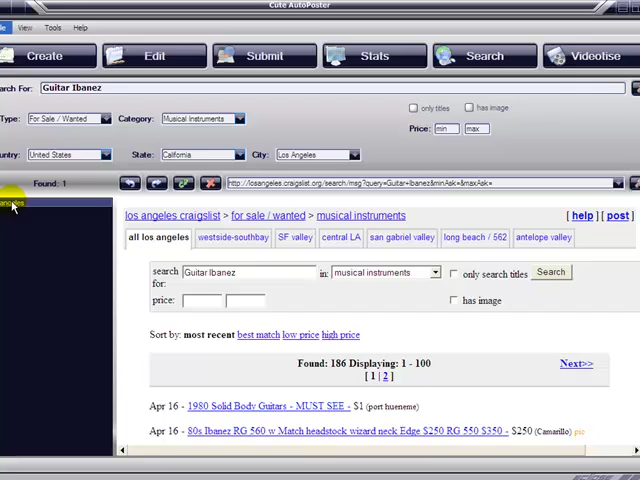 Cute AutoPoster
View Tools Help
Create Edit Submit Stats Search Videotise
arch For: Guitar Ibanez
only titles has image
Type: For Sale / Wanted Category: Musical Instruments
Price: min max
untry: United States State: California City: Los Angeles
Found: 1 http://losangeles.craigslist.org/search/msg?query=Guitar+Ibanez&minAsk=&maxAsk=
angeles
los angeles craigslist > for sale / wanted > musical instruments [ help ] [ post ]
all los angeles westside-southbay SF valley central LA san gabriel valley long beach / 562 antelope valley
search for: Guitar Ibanez in: musical instruments only search titles Search
price: has image
Sort by: most recent best match low price high price
Found: 186 Displaying: 1 - 100 Next>>
[ 1 | 2 ]
Apr 16 - 1980 Solid Body Guitars - MUST SEE - $1 (port hueneme)
Apr 16 - 80s Ibanez RG 560 w Match headstock wizard neck Edge $250 RG 550 $350 - $250 (Camarillo) pic